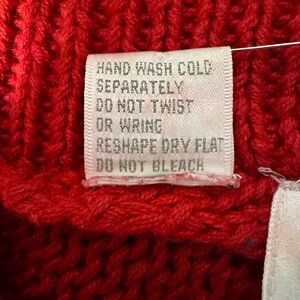 HAND WASH COLD
SEPARATELY
DO NOT TWIST
OR WRING
RESHAPE DRY FLAT
DO NOT BLEACH